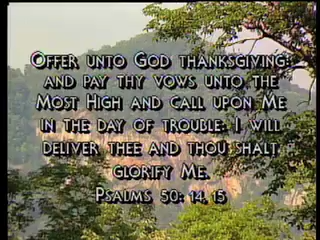 OFFER UNTO GOD THANKSGIVING:
AND PAY THY VOWS UNTO THE
MOST HIGH AND CALL UPON ME
IN THE DAY OF TROUBLE: I WILL
DELIVER THEE AND THOU SHALT
GLORIFY ME.
PSALMS 50: 14, 15